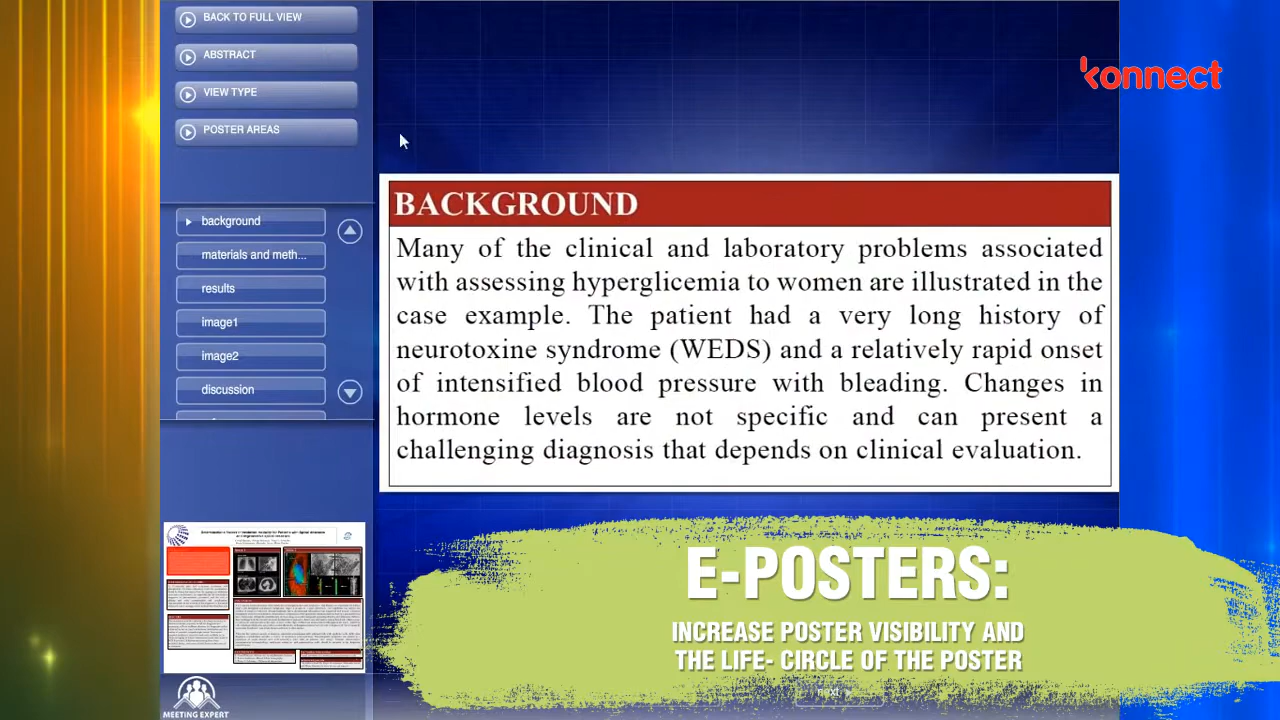 BACK TO FULL VIEW
ABSTRACT
VIEW TYPE
POSTER AREAS
konnect
background
materials and meth...
results
image1
image2
discussion
BACKGROUND
Many of the clinical and laboratory problems associated
with assessing hyperglicemia to women are illustrated in the
case example. The patient had a very long history of
neurotoxine syndrome (WEDS) and a relatively rapid onset
of intensified blood pressure with bleading. Changes in
hormone levels are not specific and can present a
challenging diagnosis that depends on clinical evaluation.
E-POSTERS:
INCREASE POSTER VISIBILITY AND
THE LIFE- CIRCLE OF THE POSTER
next
MEETING EXPERT